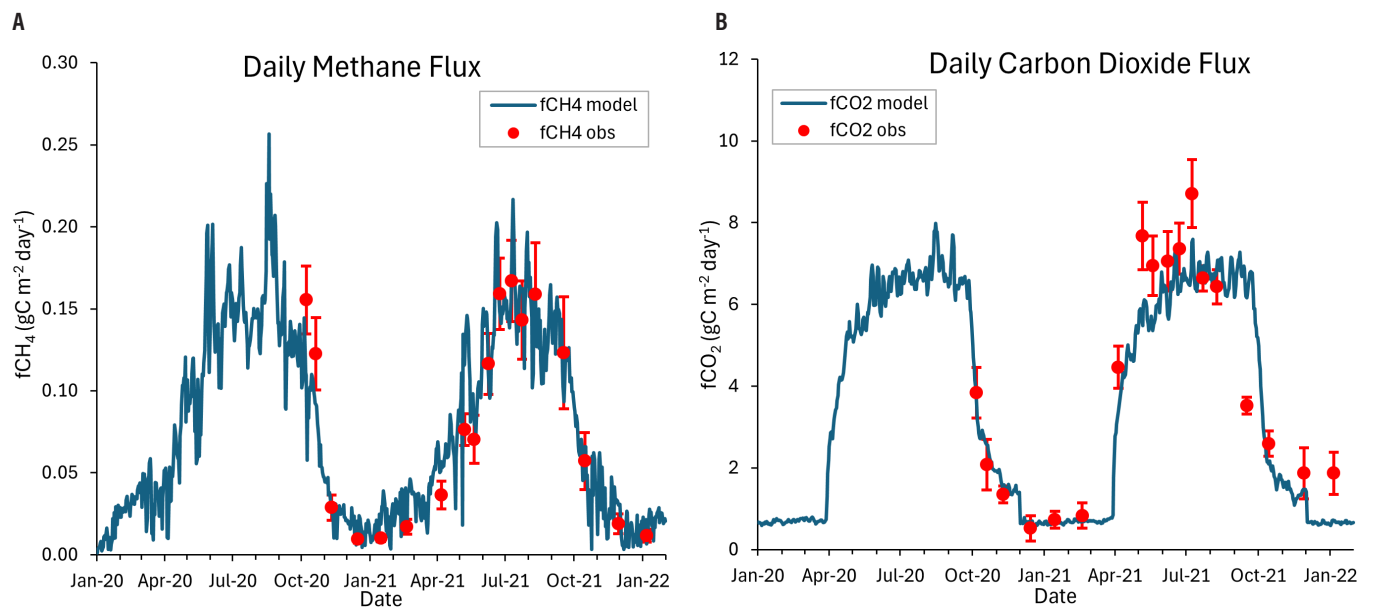 A
Daily Methane Flux
fCH4 model
fCH4 obs
fCH₄ (gC m⁻² day⁻¹)
0.30
0.25
0.20
0.15
0.10
0.05
0.00
Jan-20 Apr-20 Jul-20 Oct-20 Jan-21 Apr-21 Jul-21 Oct-21 Jan-22
Date
B
Daily Carbon Dioxide Flux
fCO2 model
fCO2 obs
fCO₂ (gC m⁻² day⁻¹)
12
10
8
6
4
2
0
Jan-20 Apr-20 Jul-20 Oct-20 Jan-21 Apr-21 Jul-21 Oct-21 Jan-22
Date